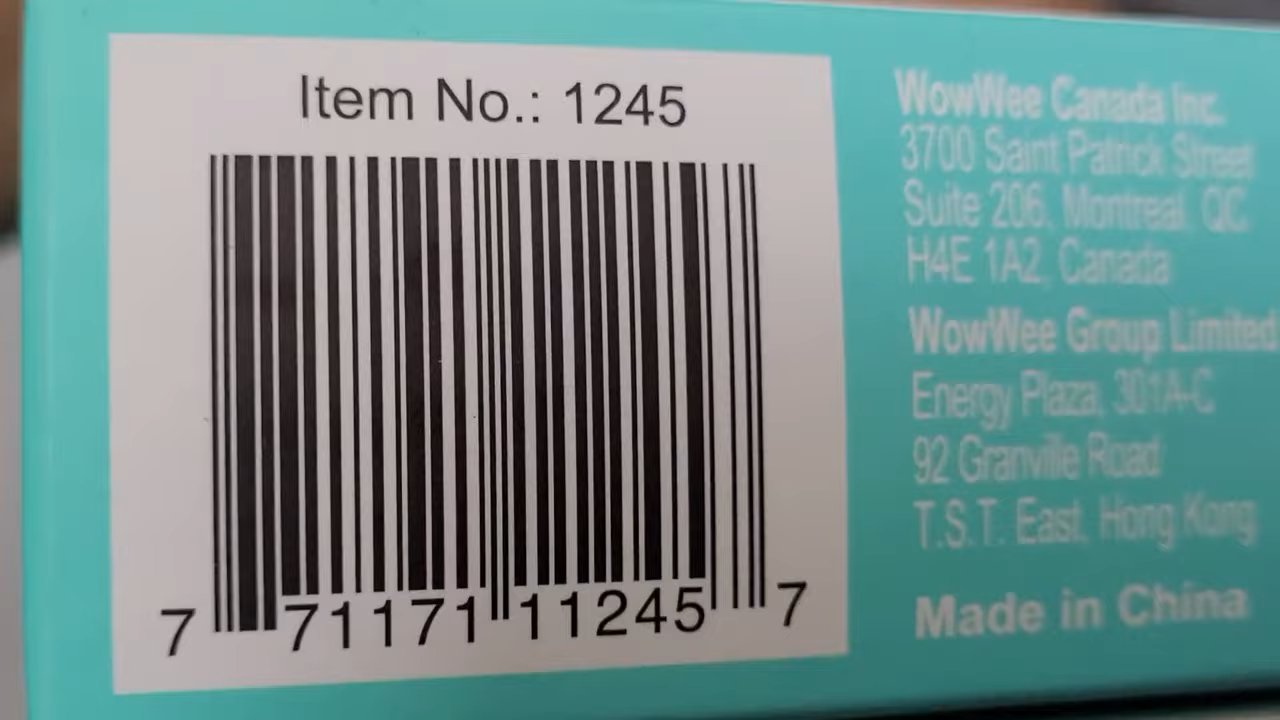 Item No.: 1245
7 71171 11245 7
WowWee Canada Inc.
3700 Saint Patrick Street
Suite 206, Montreal, QC
H4E 1A2, Canada
WowWee Group Limited
Energy Plaza, 301A-C
92 Granville Road
T.S.T. East, Hong Kong
Made in China